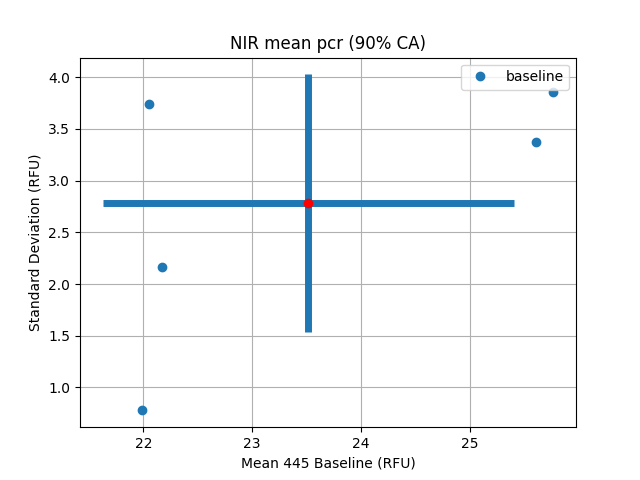 NIR mean pcr (90% CA)
baseline
4.0
3.5
3.0
2.5
2.0
1.5
1.0
Standard Deviation (RFU)
22 23 24 25
Mean 445 Baseline (RFU)